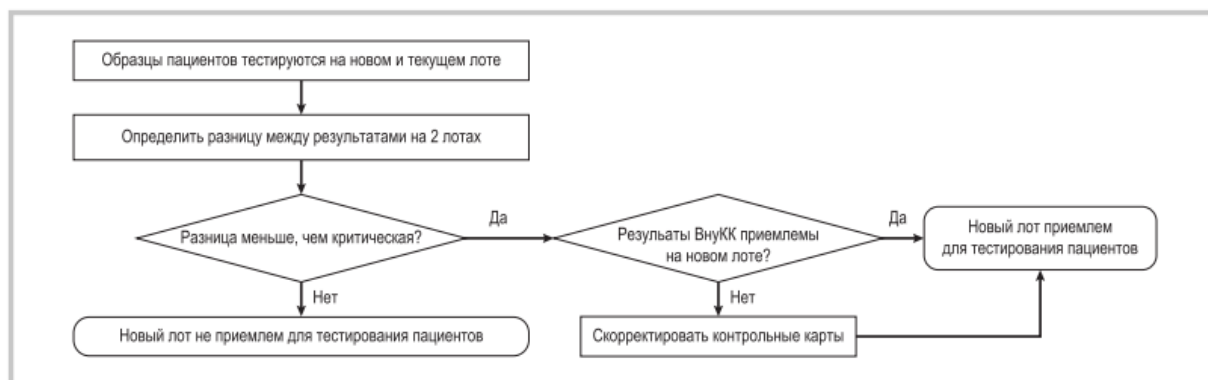 Образцы пациентов тестируются на новом и текущем лоте
Определить разницу между результатами на 2 лотах
Разница меньше, чем критическая?
Да
Нет
Новый лот не приемлем для тестирования пациентов
Резульаты ВнуКК приемлемы
на новом лоте?
Да
Нет
Скорректировать контрольные карты
Новый лот приемлем
для тестирования пациентов